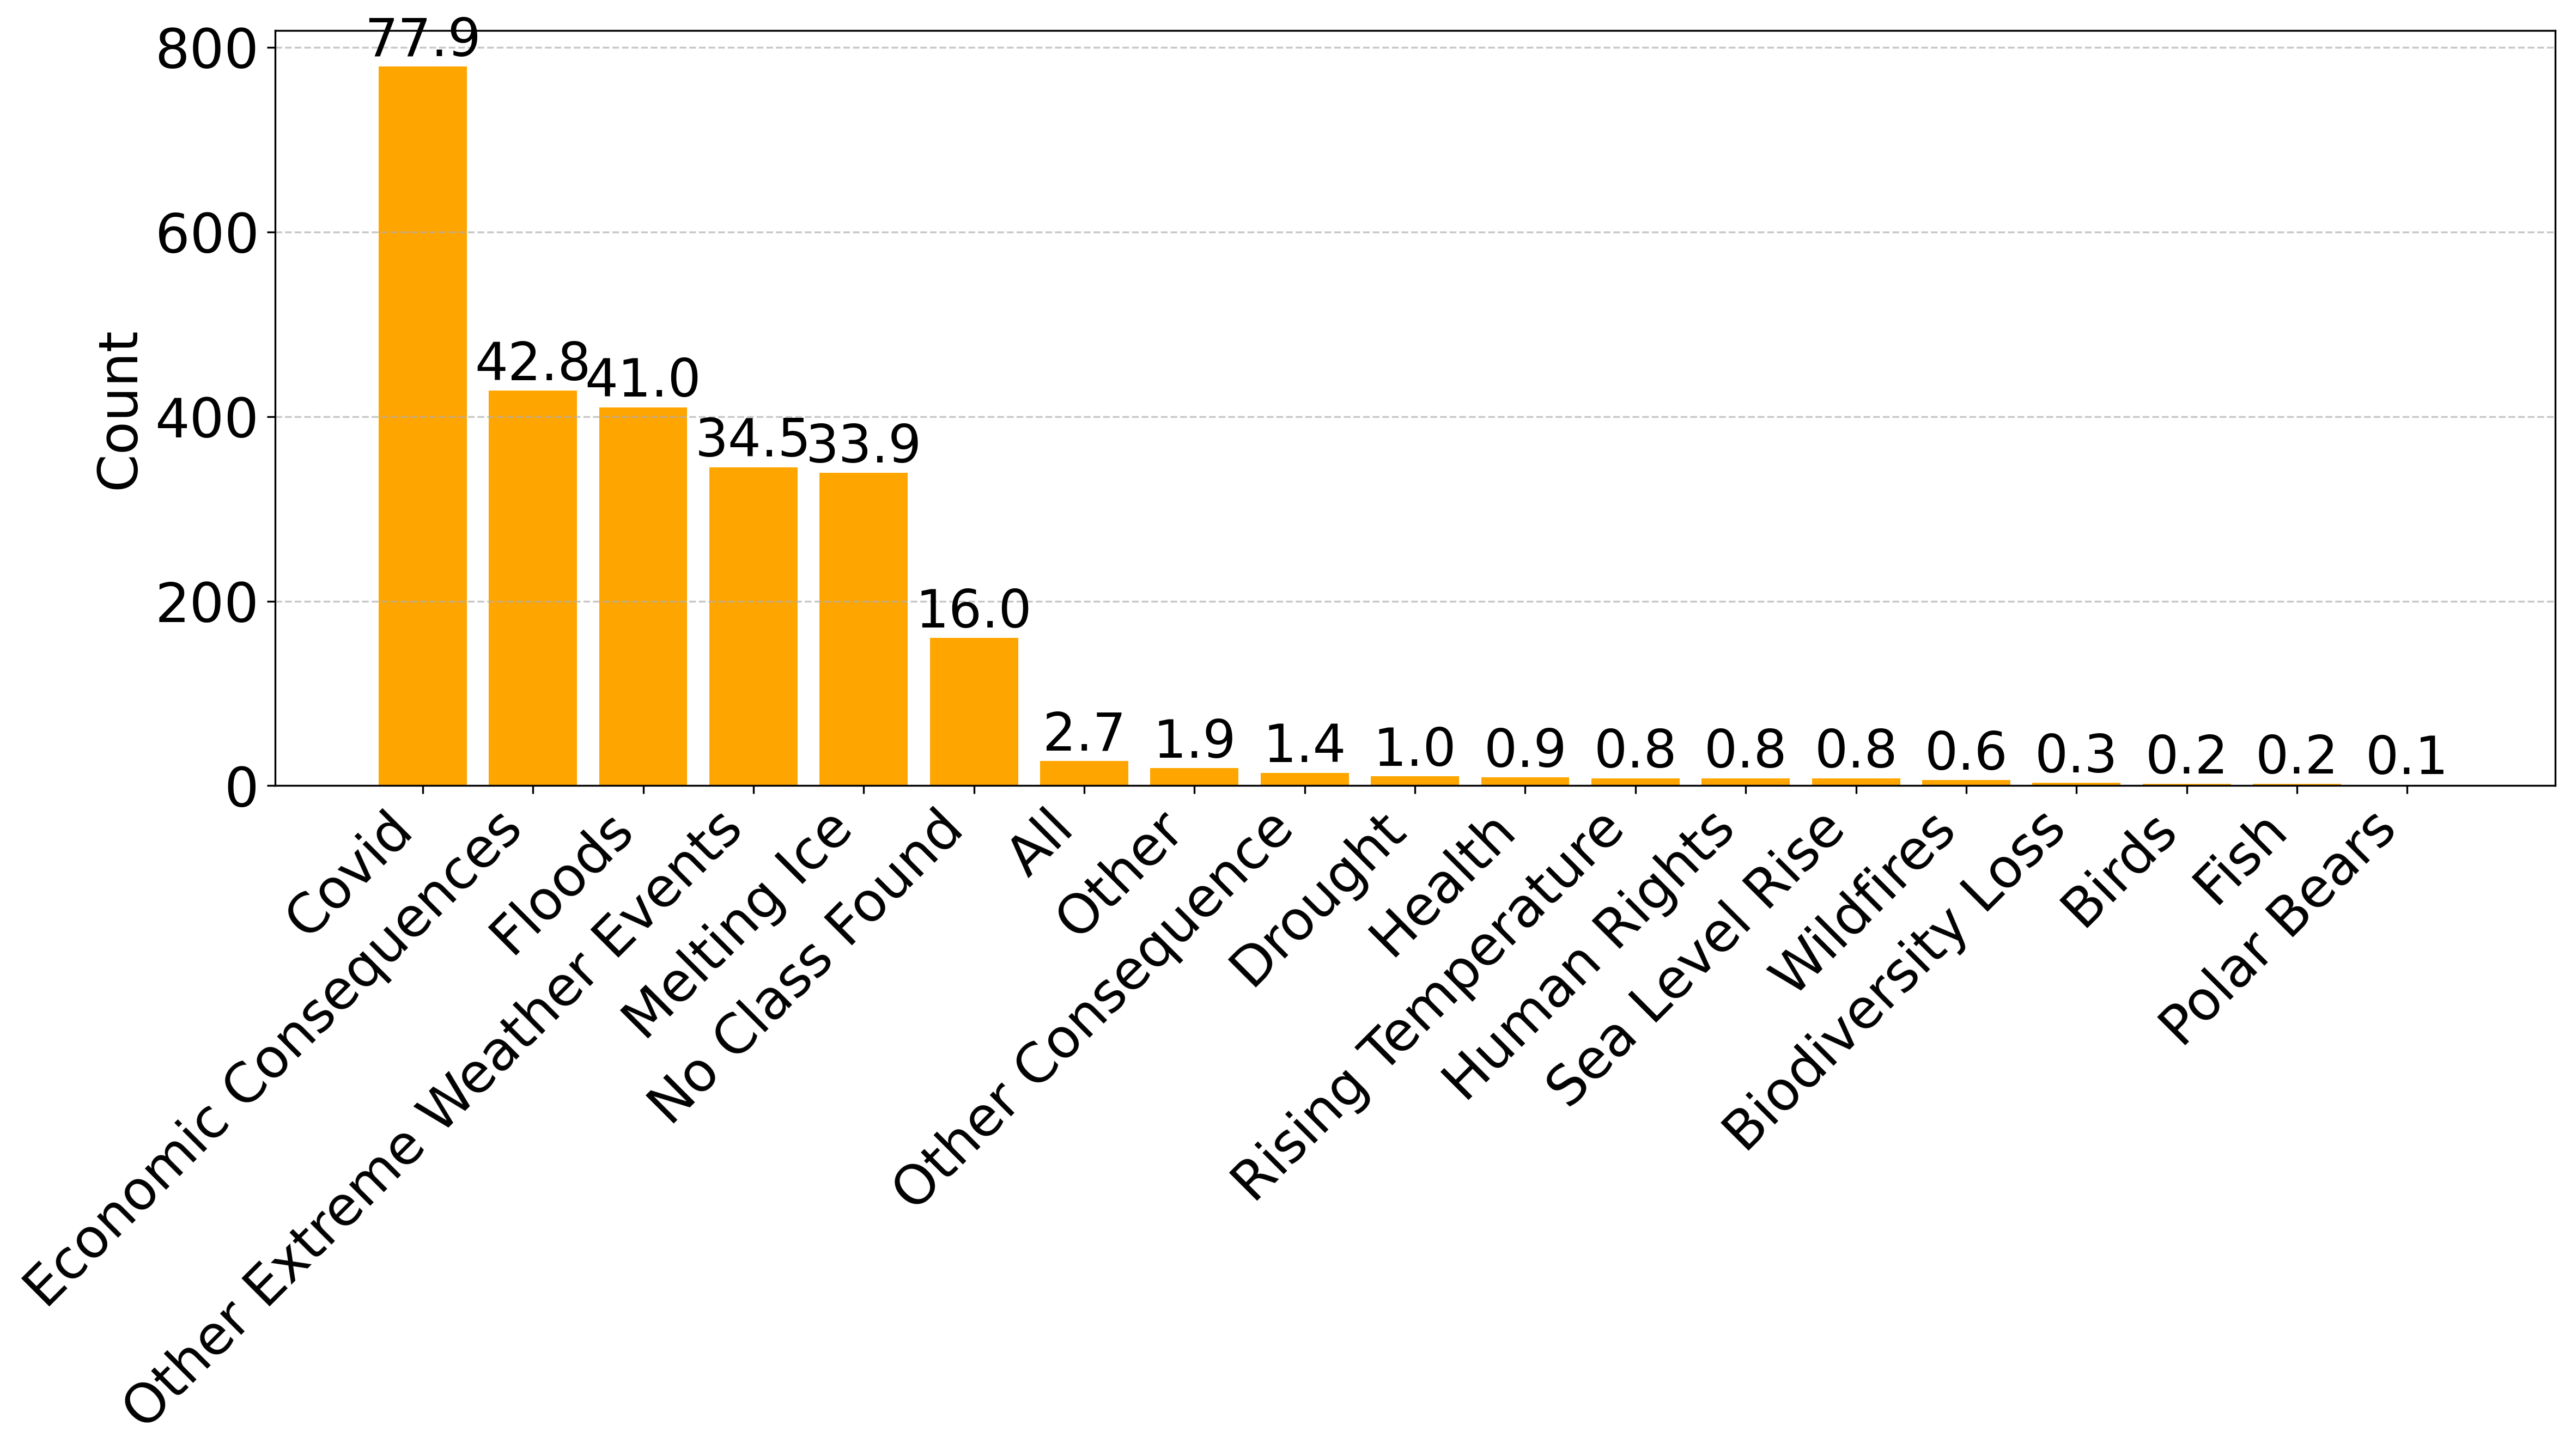 800
600
400
200
0
Count
77.9
42.8
41.0
34.5
33.9
16.0
2.7
1.9
1.4
1.0
0.9
0.8
0.8
0.8
0.6
0.3
0.2
0.2
0.1
Covid
Economic Consequences
Floods
Other Extreme Weather Events
Melting Ice
No Class Found
All
Other
Other Consequence
Drought
Health
Rising Temperature
Human Rights
Sea Level Rise
Wildfires
Biodiversity Loss
Birds
Fish
Polar Bears